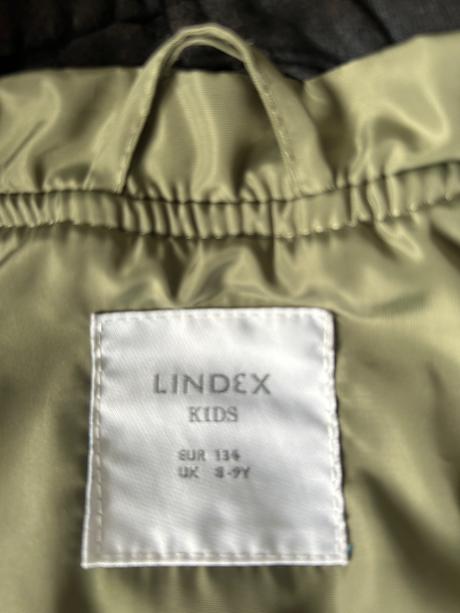 LINDEX
KIDS
EUR 134
UK 8-9Y